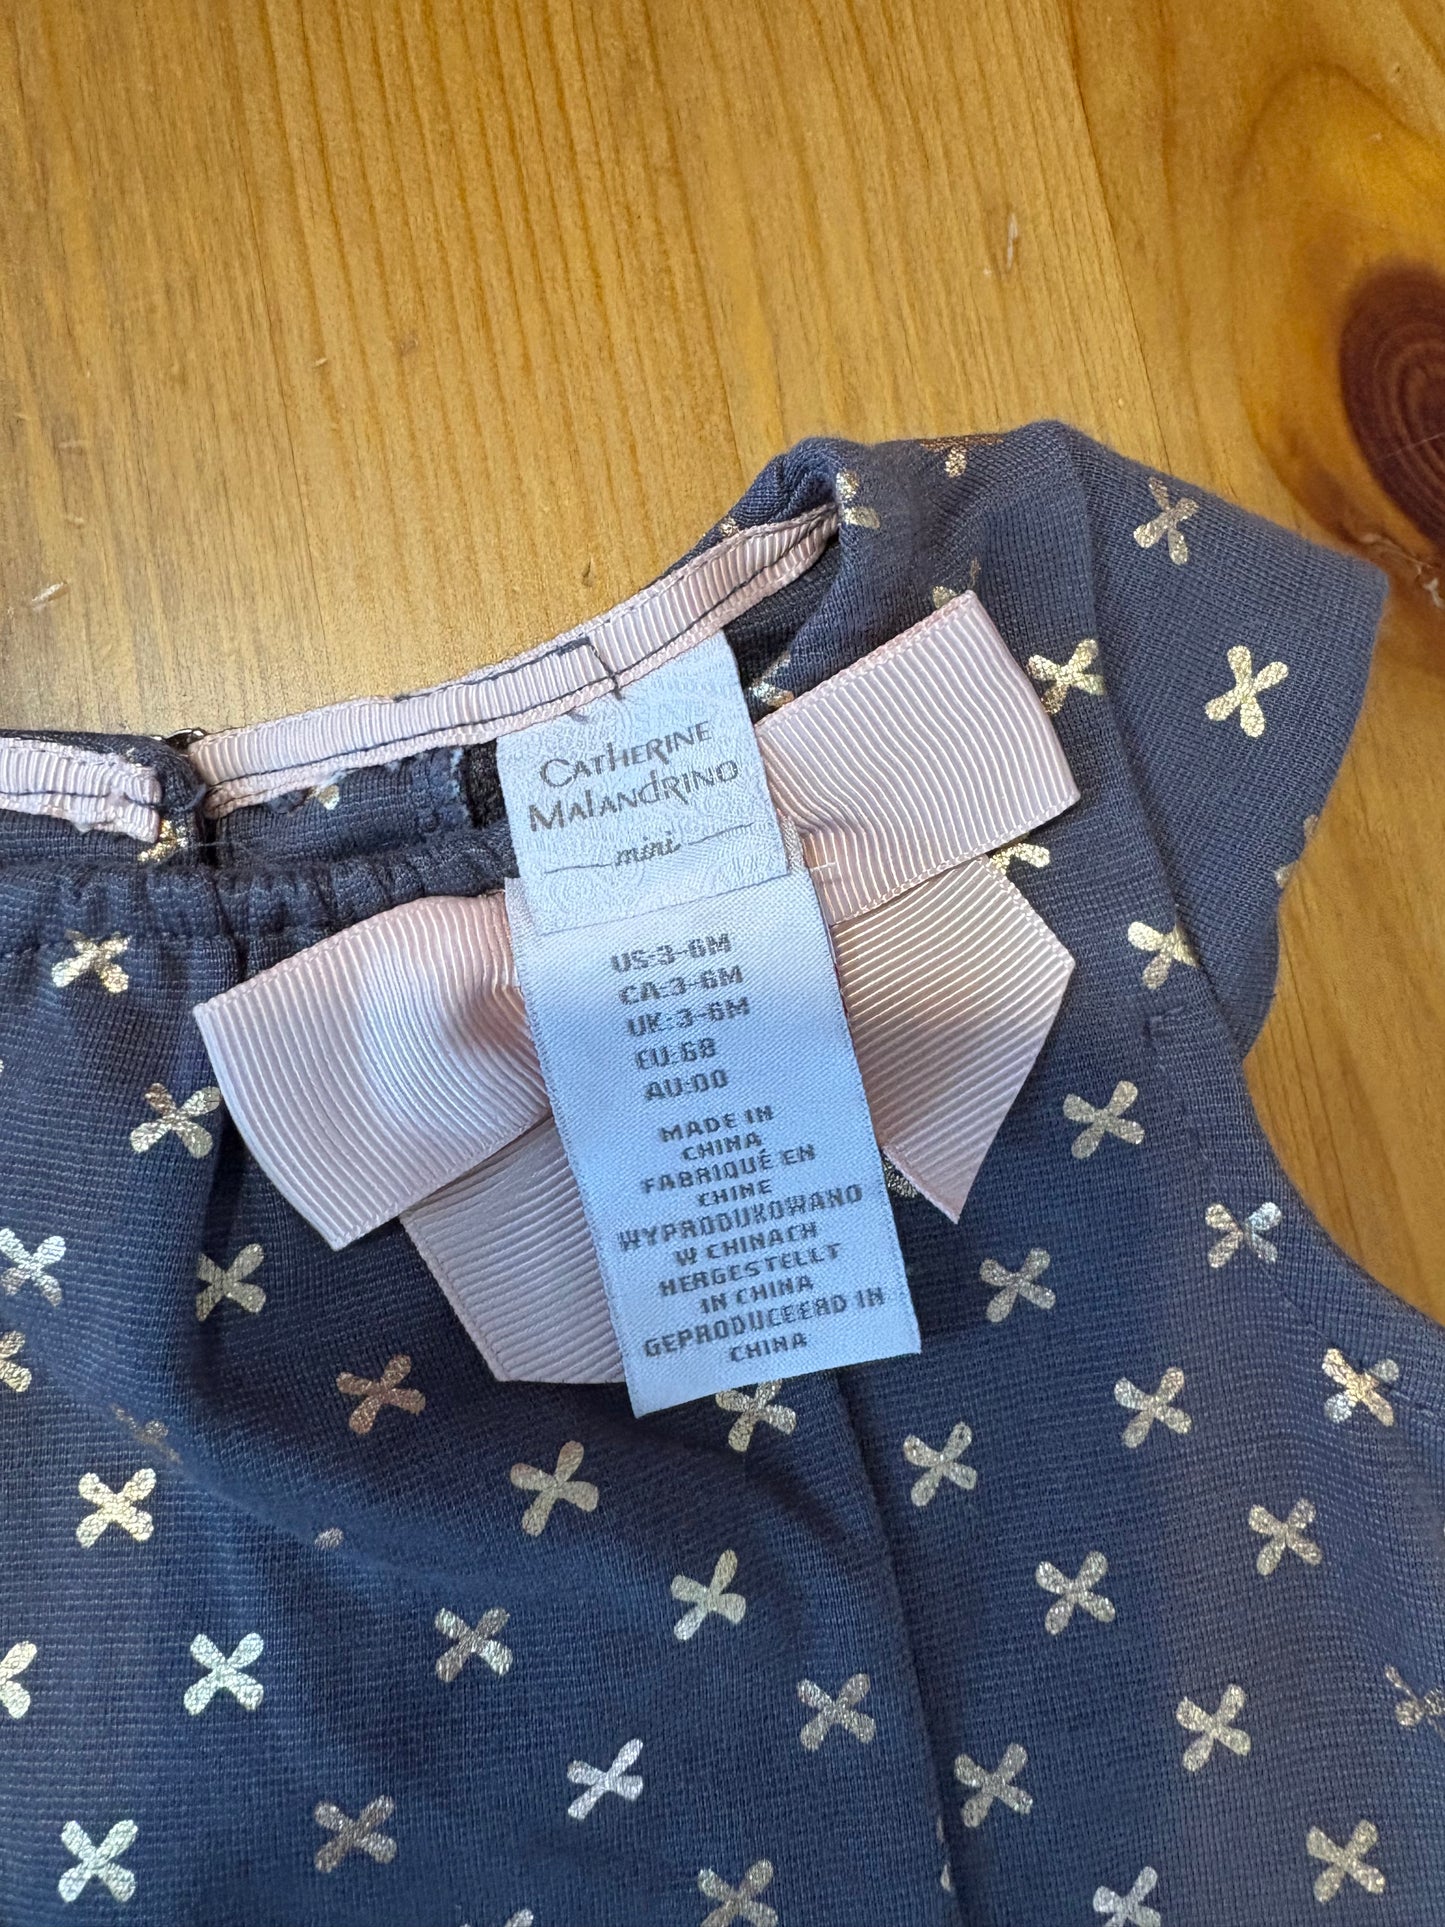 Catherine
Malandrino
mini
US:3-6M
CA:3-6M
UK:3-6M
EU:68
AU:00
MADE IN
CHINA
FABRIQUÉ EN
CHINE
WYPRODUKOWANO
W CHINACH
HERGESTELLT
IN CHINA
GEPRODUCEERD IN
CHINA